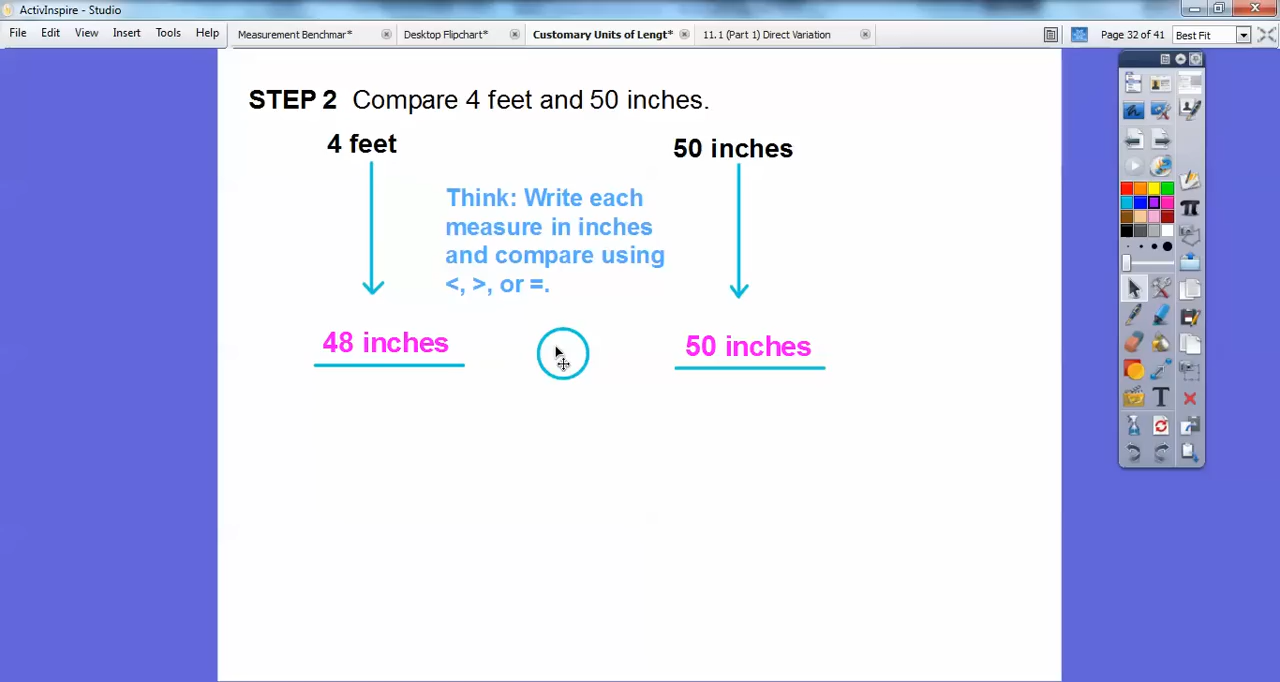 ActivInspire - Studio
File Edit View Insert Tools Help
Measurement Benchmar* Desktop Flipchart* Customary Units of Lengt* 11.1 (Part 1) Direct Variation
Page 32 of 41 Best Fit
STEP 2 Compare 4 feet and 50 inches.
4 feet
50 inches
Think: Write each
measure in inches
and compare using
<, >, or =.
48 inches
50 inches